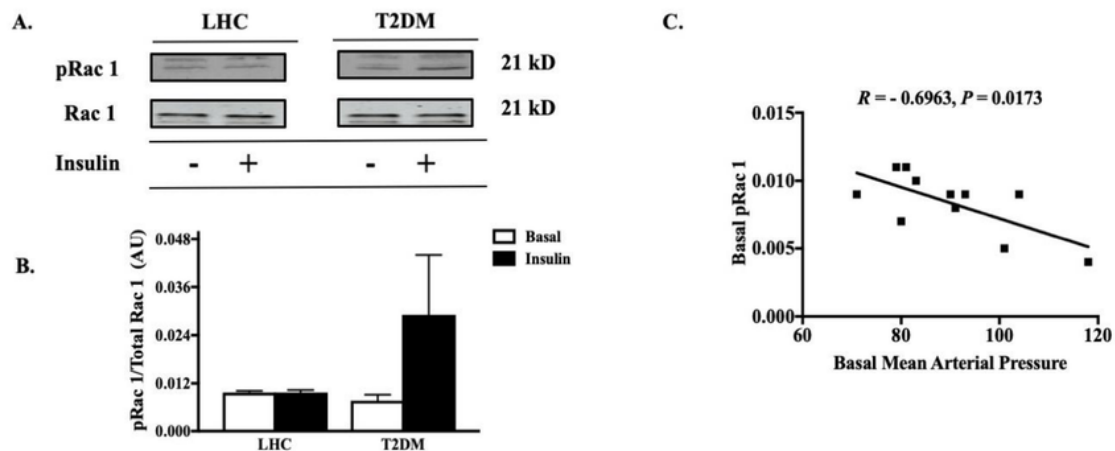 A.
LHC T2DM
pRac 1 21 kD
Rac 1 21 kD
Insulin - + - +
B.
pRac 1/Total Rac 1 (AU)
0.048
0.036
0.024
0.012
0.000
LHC T2DM
Basal
Insulin
C.
R = - 0.6963, P = 0.0173
Basal pRac 1
0.015
0.010
0.005
0.000
60 80 100 120
Basal Mean Arterial Pressure